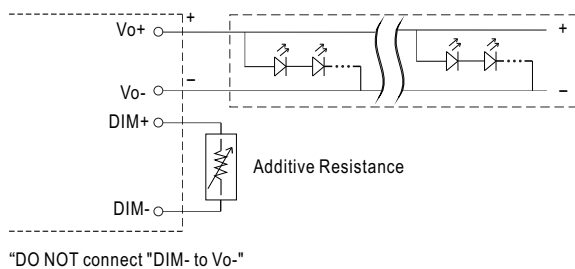 Vo+
+
+
−
Vo-
−
DIM+
Additive Resistance
DIM-
“DO NOT connect "DIM- to Vo-"